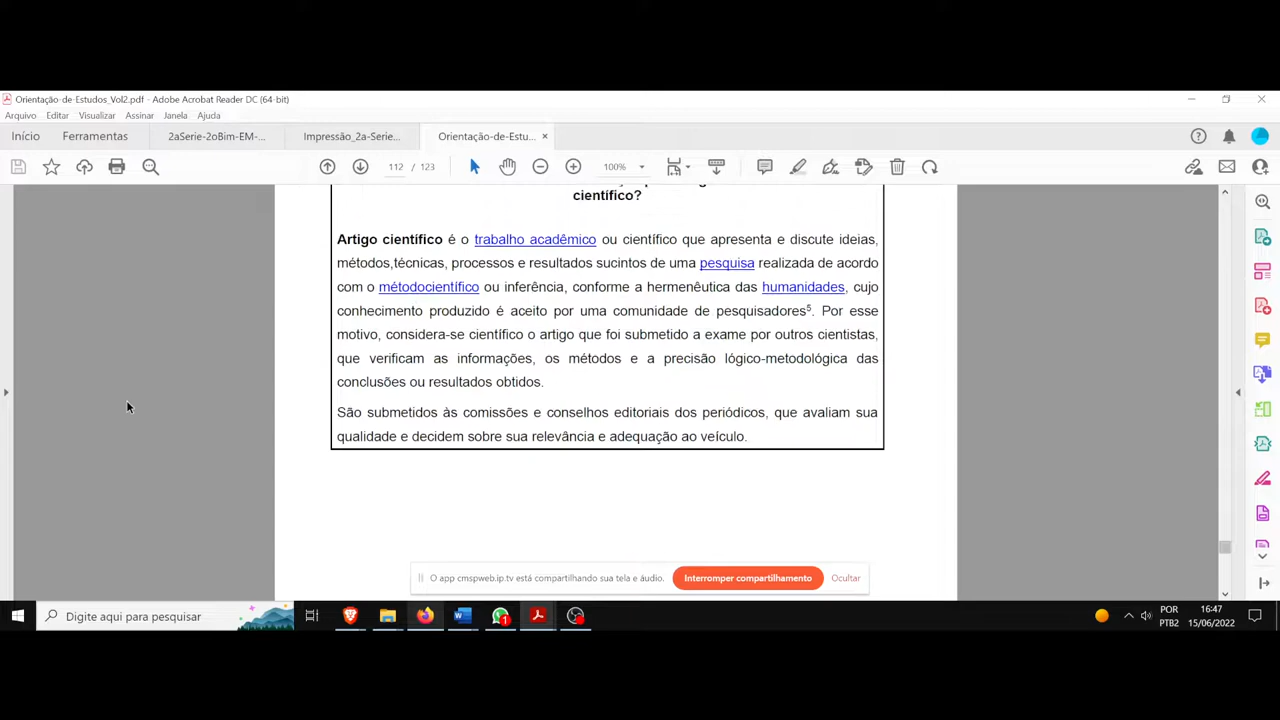 Orientação-de-Estudos_Vol2.pdf - Adobe Acrobat Reader DC (64-bit)
Arquivo Editar Visualizar Assinar Janela Ajuda
Início Ferramentas 2aSerie-2oBim-EM-... Impressão_2a-Serie... Orientação-de-Estu... ×
112 / 123 100%
científico?
Artigo científico é o trabalho acadêmico ou científico que apresenta e discute ideias,
métodos,técnicas, processos e resultados sucintos de uma pesquisa realizada de acordo
com o métodocientífico ou inferência, conforme a hermenêutica das humanidades, cujo
conhecimento produzido é aceito por uma comunidade de pesquisadores⁵. Por esse
motivo, considera-se científico o artigo que foi submetido a exame por outros cientistas,
que verificam as informações, os métodos e a precisão lógico-metodológica das
conclusões ou resultados obtidos.
São submetidos às comissões e conselhos editoriais dos periódicos, que avaliam sua
qualidade e decidem sobre sua relevância e adequação ao veículo.
O app cmspweb.ip.tv está compartilhando sua tela e áudio. Interromper compartilhamento Ocultar
Digite aqui para pesquisar
1
POR 16:47
PTB2 15/06/2022